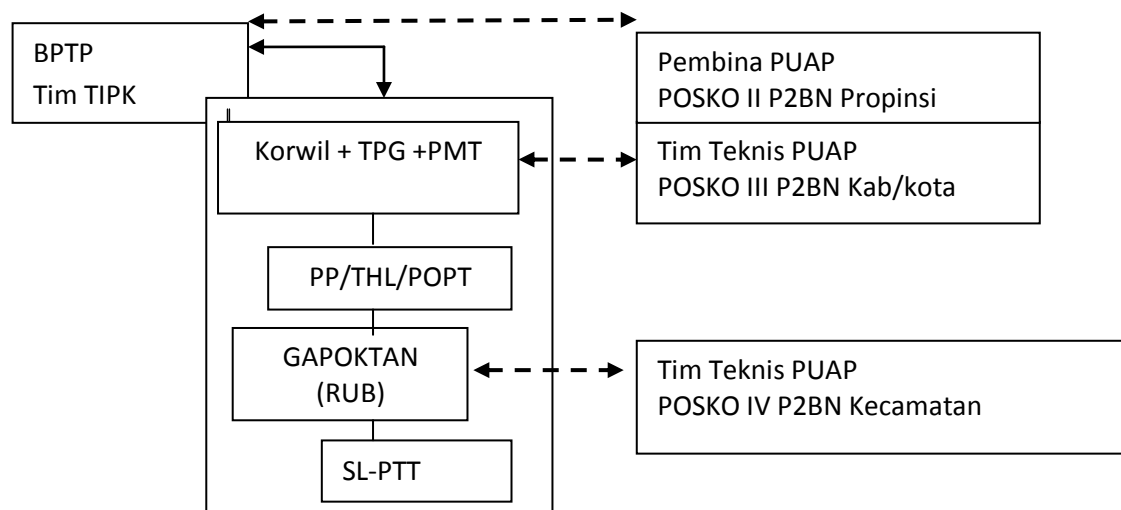 BPTP
Tim TIPK
Pembina PUAP
POSKO II P2BN Propinsi
Korwil + TPG +PMT
Tim Teknis PUAP
POSKO III P2BN Kab/kota
PP/THL/POPT
GAPOKTAN
(RUB)
Tim Teknis PUAP
POSKO IV P2BN Kecamatan
SL-PTT